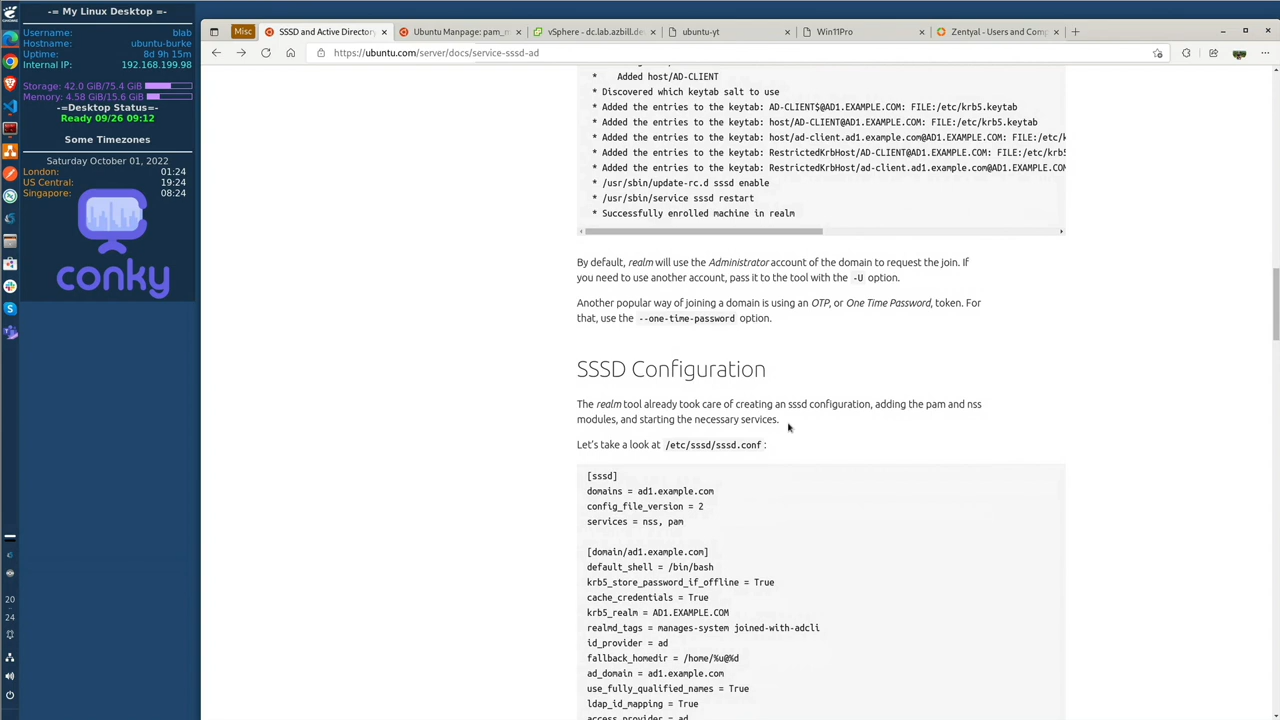 -= My Linux Desktop =-
Username: blab
Hostname: ubuntu-burke
Uptime: 8d 9h 15m
Internal IP: 192.168.199.98
Storage: 42.0 GiB/75.4 GiB
Memory: 4.58 GiB/15.6 GiB
-=Desktop Status=-
Ready 09/26 09:12
Some Timezones
Saturday October 01, 2022
London: 01:24
US Central: 19:24
Singapore: 08:24
conky
20
24
Misc
SSSD and Active Directory
Ubuntu Manpage: pam_m
vSphere - dc.lab.azbill.de
ubuntu-yt
Win11Pro
Zentyal - Users and Comp
https://ubuntu.com/server/docs/service-sssd-ad
* Added host/AD-CLIENT
* Discovered which keytab salt to use
* Added the entries to the keytab: AD-CLIENT$@AD1.EXAMPLE.COM: FILE:/etc/krb5.keytab
* Added the entries to the keytab: host/AD-CLIENT@AD1.EXAMPLE.COM: FILE:/etc/krb5.keytab
* Added the entries to the keytab: host/ad-client.ad1.example.com@AD1.EXAMPLE.COM: FILE:/etc/k
* Added the entries to the keytab: RestrictedKrbHost/AD-CLIENT@AD1.EXAMPLE.COM: FILE:/etc/krb5
* Added the entries to the keytab: RestrictedKrbHost/ad-client.ad1.example.com@AD1.EXAMPLE.COM
* /usr/sbin/update-rc.d sssd enable
* /usr/sbin/service sssd restart
* Successfully enrolled machine in realm
By default, realm will use the Administrator account of the domain to request the join. If
you need to use another account, pass it to the tool with the -U option.
Another popular way of joining a domain is using an OTP, or One Time Password, token. For
that, use the --one-time-password option.
SSSD Configuration
The realm tool already took care of creating an sssd configuration, adding the pam and nss
modules, and starting the necessary services.
Let's take a look at /etc/sssd/sssd.conf :
[sssd]
domains = ad1.example.com
config_file_version = 2
services = nss, pam
[domain/ad1.example.com]
default_shell = /bin/bash
krb5_store_password_if_offline = True
cache_credentials = True
krb5_realm = AD1.EXAMPLE.COM
realmd_tags = manages-system joined-with-adcli
id_provider = ad
fallback_homedir = /home/%u@%d
ad_domain = ad1.example.com
use_fully_qualified_names = True
ldap_id_mapping = True
access_provider = ad